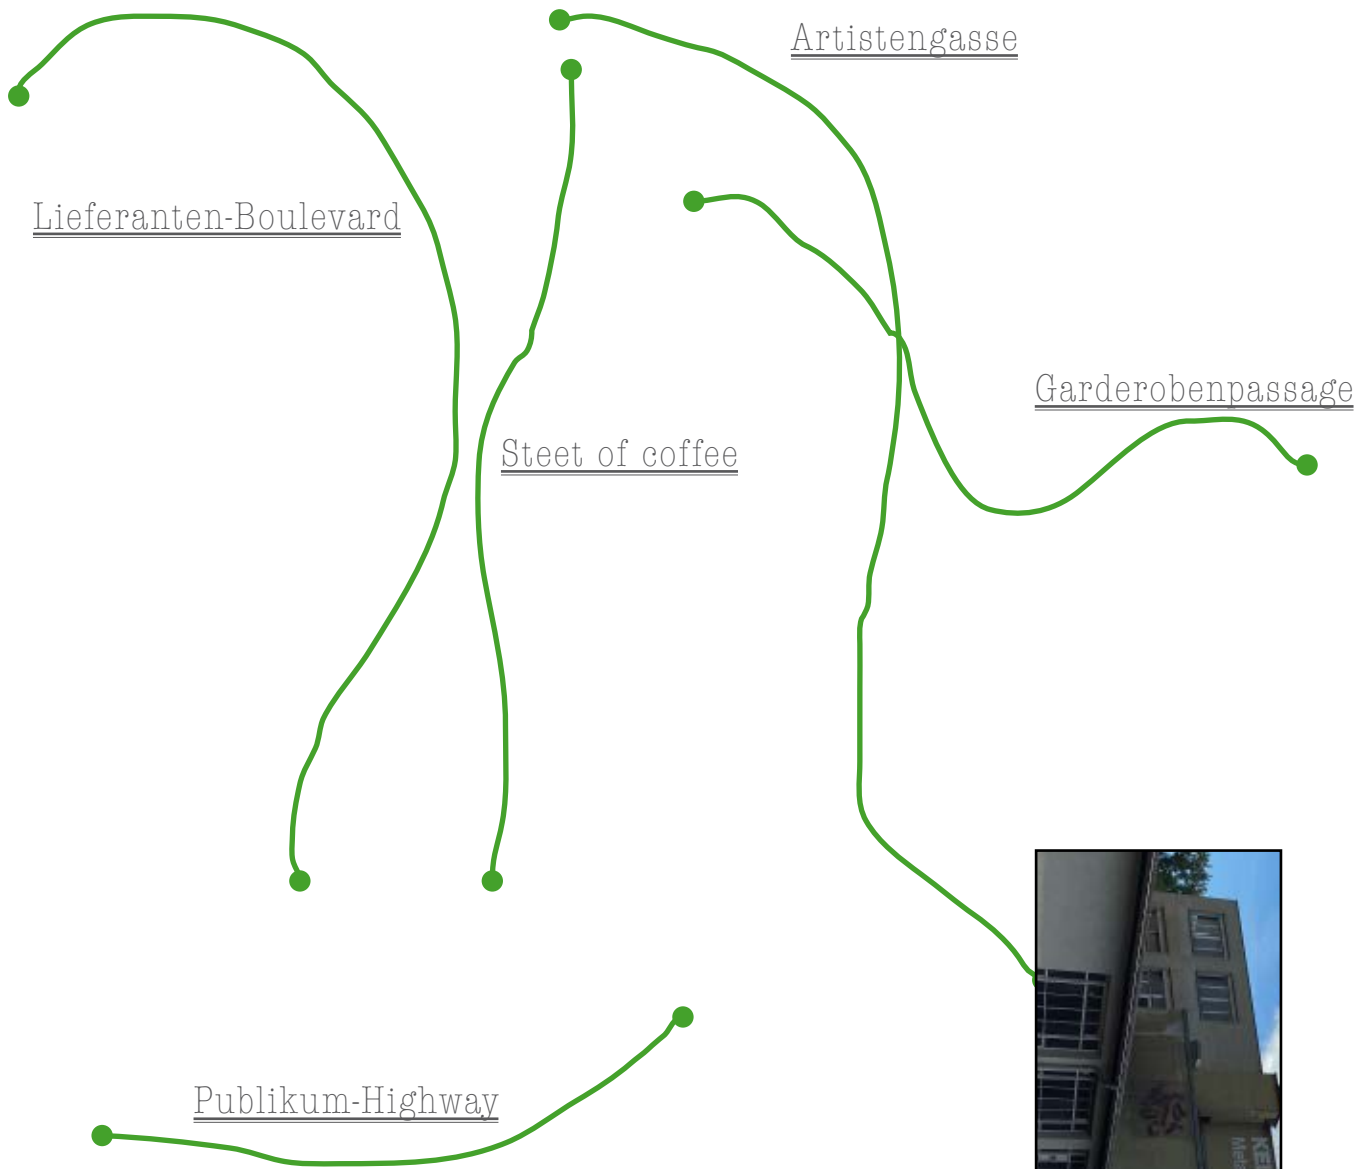 Artistengasse
Lieferanten-Boulevard
Garderobenpassage
Steet of coffee
Publikum-Highway